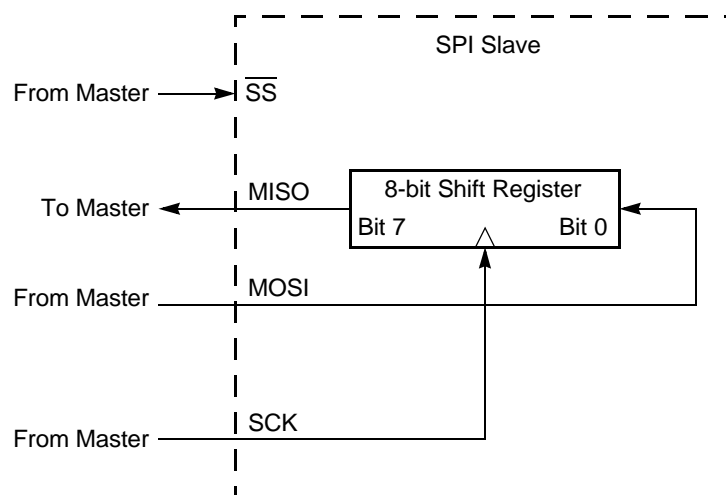 SPI Slave
From Master
SS
To Master
MISO
8-bit Shift Register
Bit 7
Bit 0
From Master
MOSI
From Master
SCK